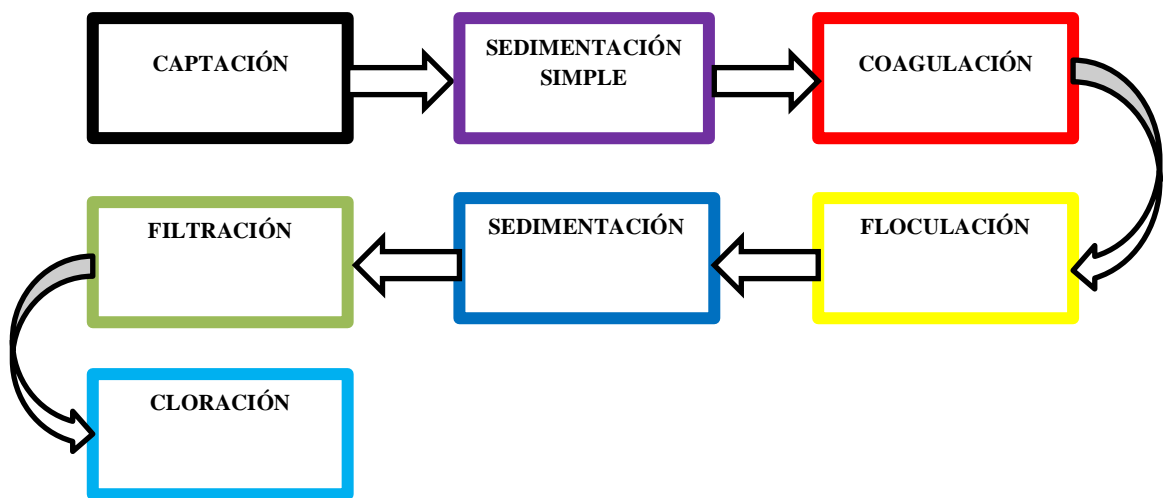 CAPTACIÓN
SEDIMENTACIÓN
SIMPLE
COAGULACIÓN
FLOCULACIÓN
SEDIMENTACIÓN
FILTRACIÓN
CLORACIÓN